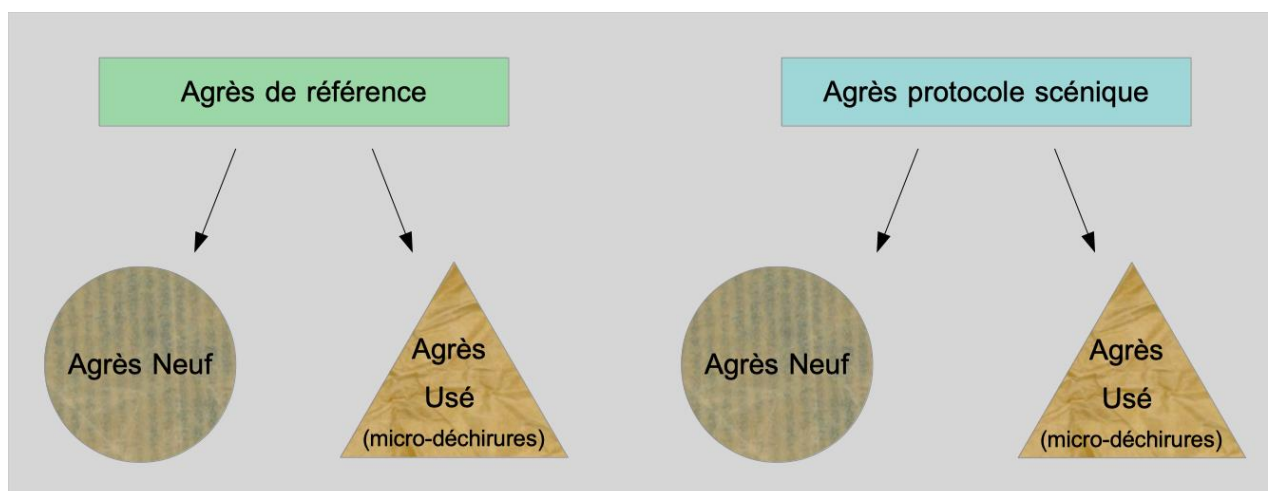 Agrès de référence
Agrès protocole scénique
Agrès Neuf
Agrès
Usé
(micro-déchirures)
Agrès Neuf
Agrès
Usé
(micro-déchirures)